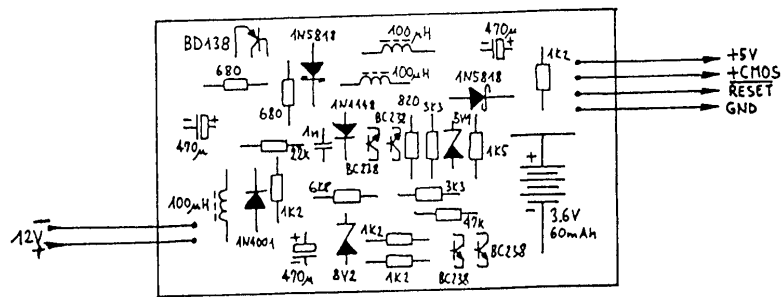 BD138
1N5818
100µH
470µ
680
680
100µH
1N5818
1K2
+5V
+CMOS
RESET
GND
470µ
22K
1n
1N4148
BC238
BC238
820
3K3
3V4
1K5
100µH
1K2
1N4001
6K8
3K3
47K
3.6V
60mAh
12V
470µ
8V2
1K2
1K2
BC238
BC238